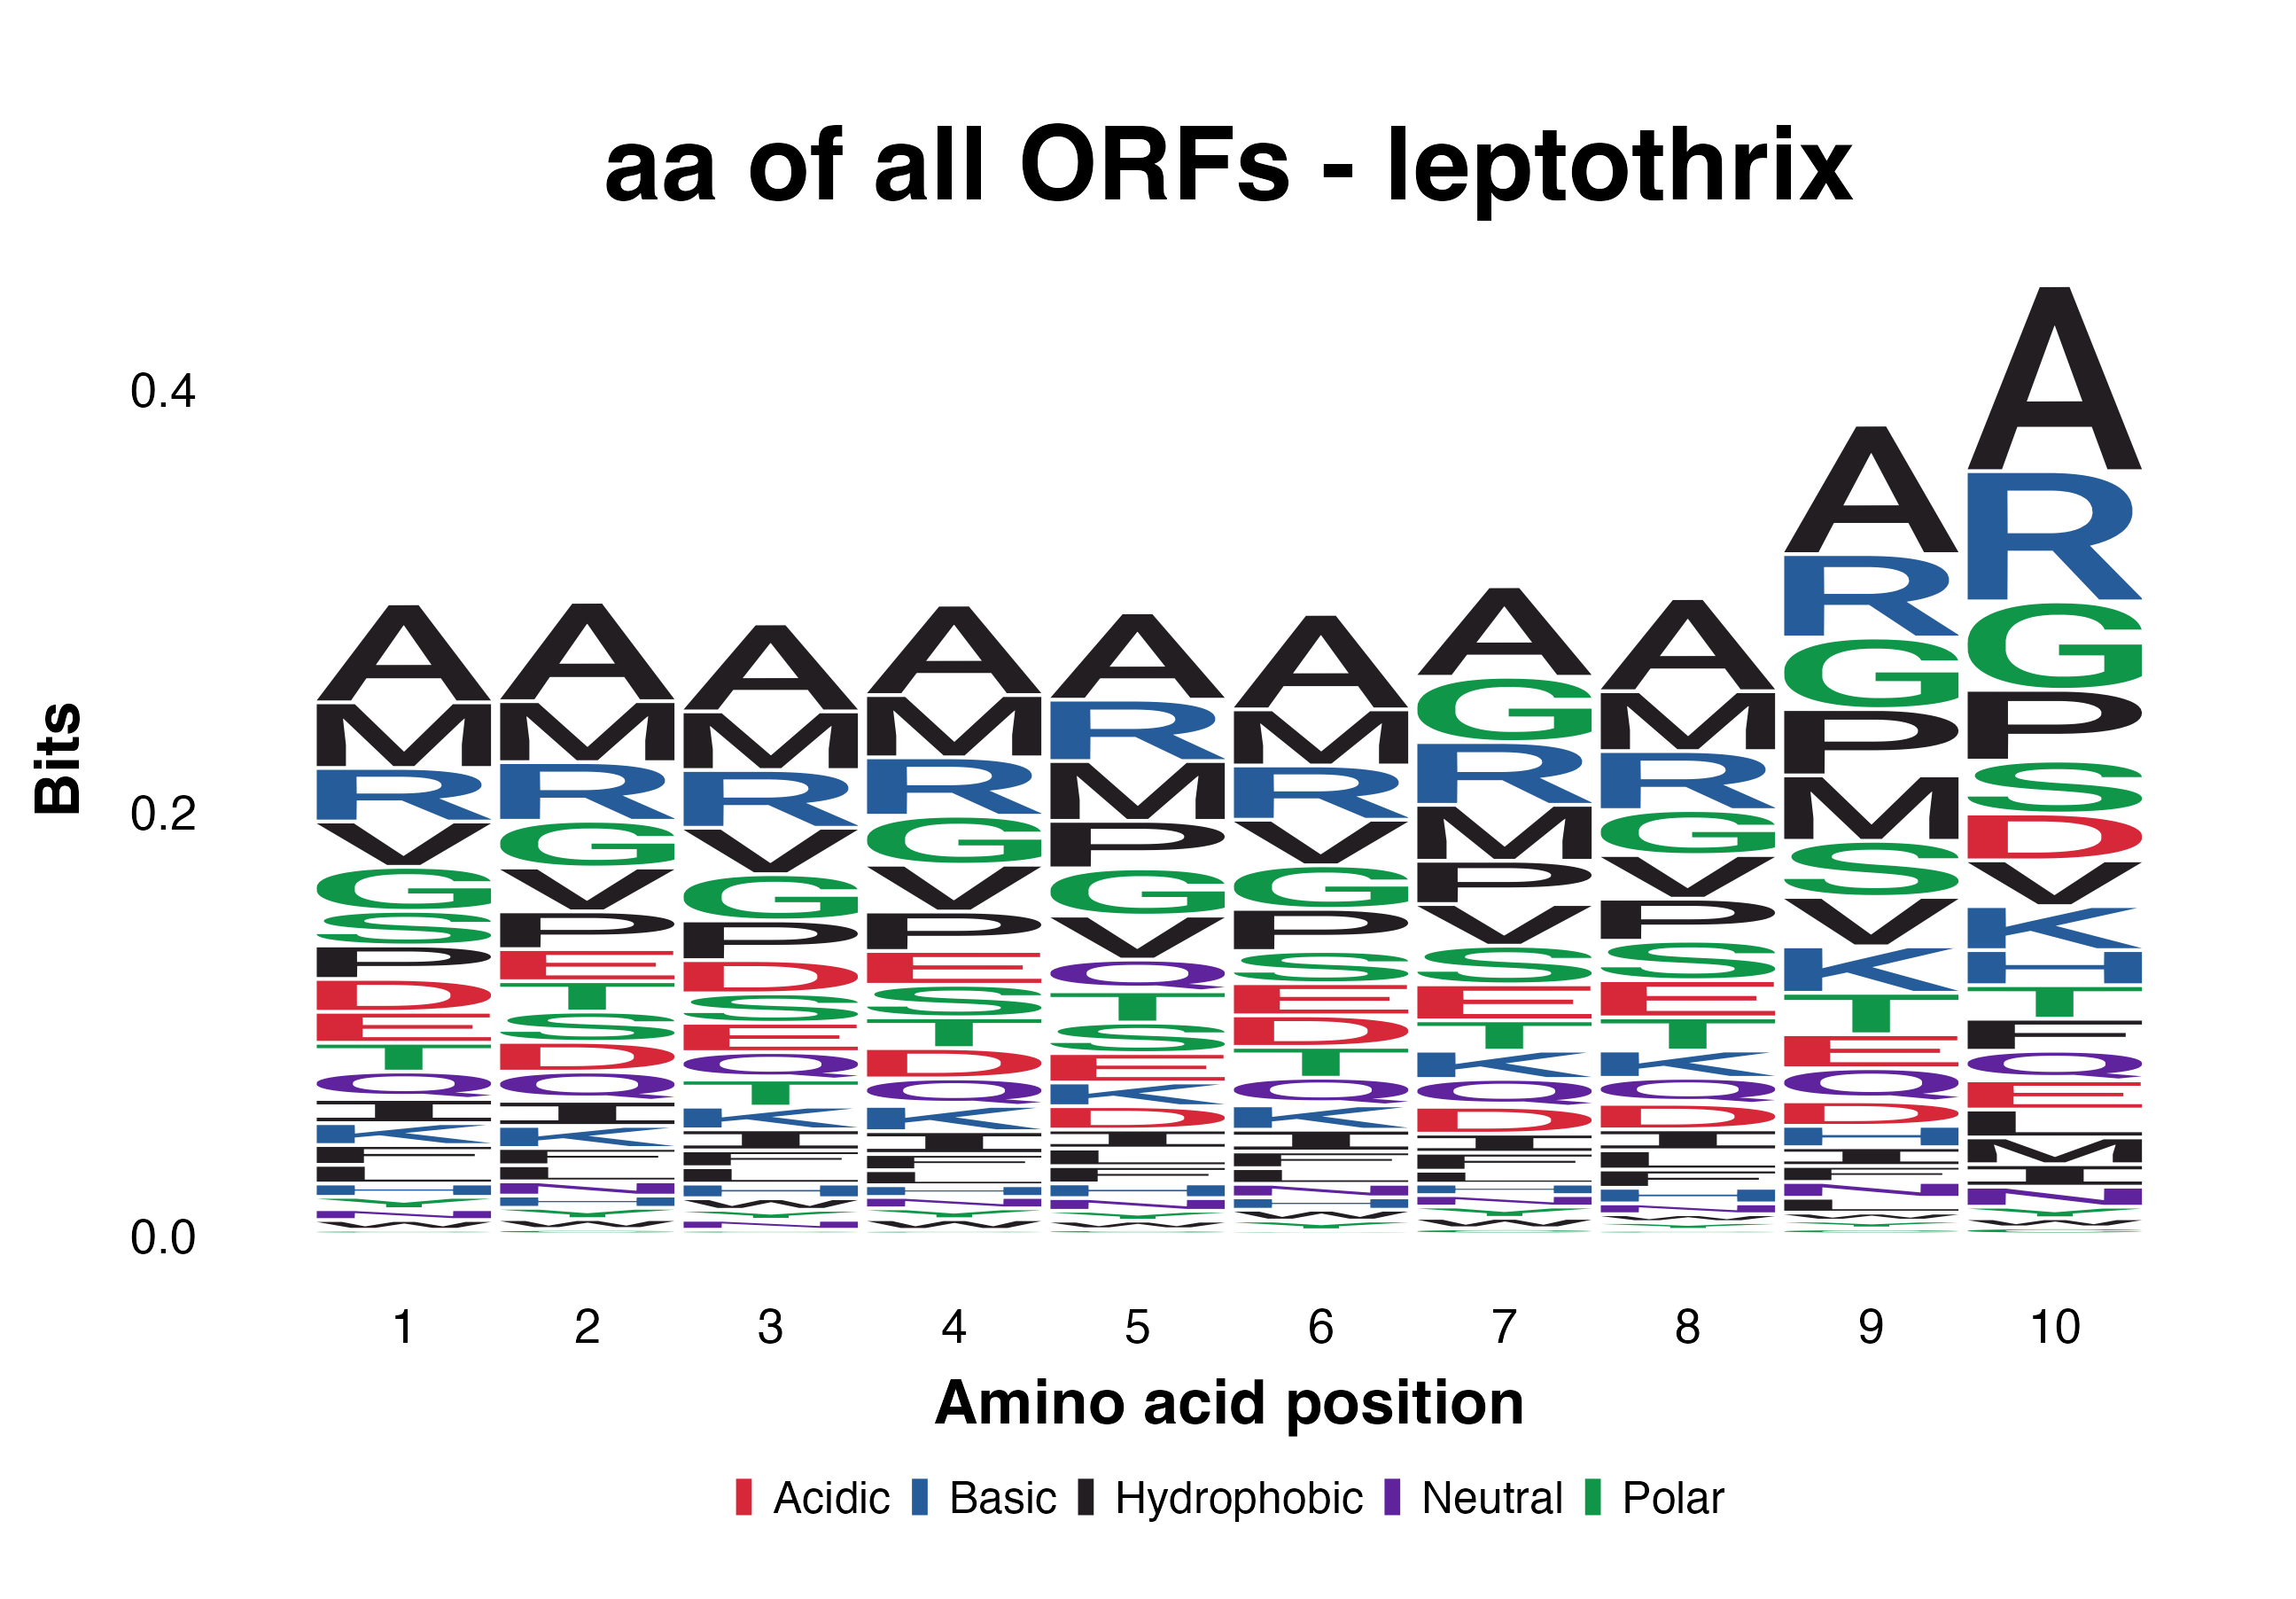 aa of all ORFs - leptothrix
Bits
0.4
0.2
0.0
A A A A A A A A A A
M M M M R M G M R R
R R R R M R R R G G
V G V G P V M G P P
G V G V G G P V M S
S P P P V P V P S D
P E D E Q S S S V V
D T S S T E E E K K
E S E T S D T T T H
T D Q D E T K K E T
Q Q T Q K Q Q Q Q F
I I K K D K D D D Q
K K I I I I I I H E
F F F F L F F L I L
L L L L F L L F F M
H N H H H N H H N I
Y H W N N H N N L N
N Y Y Y Y W Y W W Y
W W N W W Y W Y Y W
1 2 3 4 5 6 7 8 9 10
Amino acid position
Acidic Basic Hydrophobic Neutral Polar